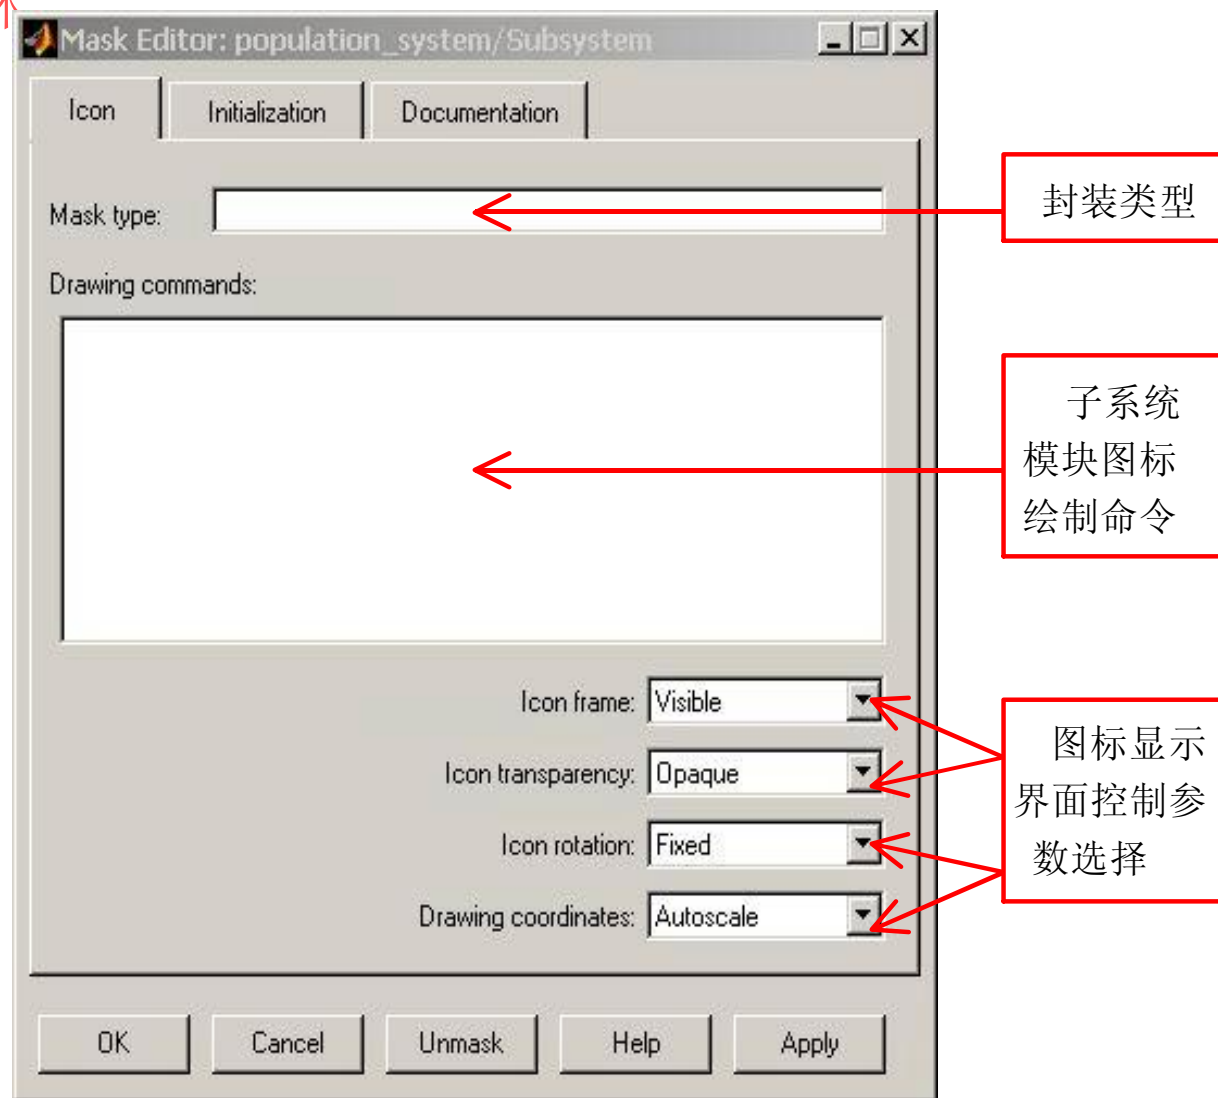 Mask Editor: population_system/Subsystem
Icon
Initialization
Documentation
Mask type:
封装类型
Drawing commands:
子系统
模块图标
绘制命令
Icon frame: Visible
Icon transparency: Opaque
Icon rotation: Fixed
Drawing coordinates: Autoscale
图标显示
界面控制参
数选择
OK
Cancel
Unmask
Help
Apply